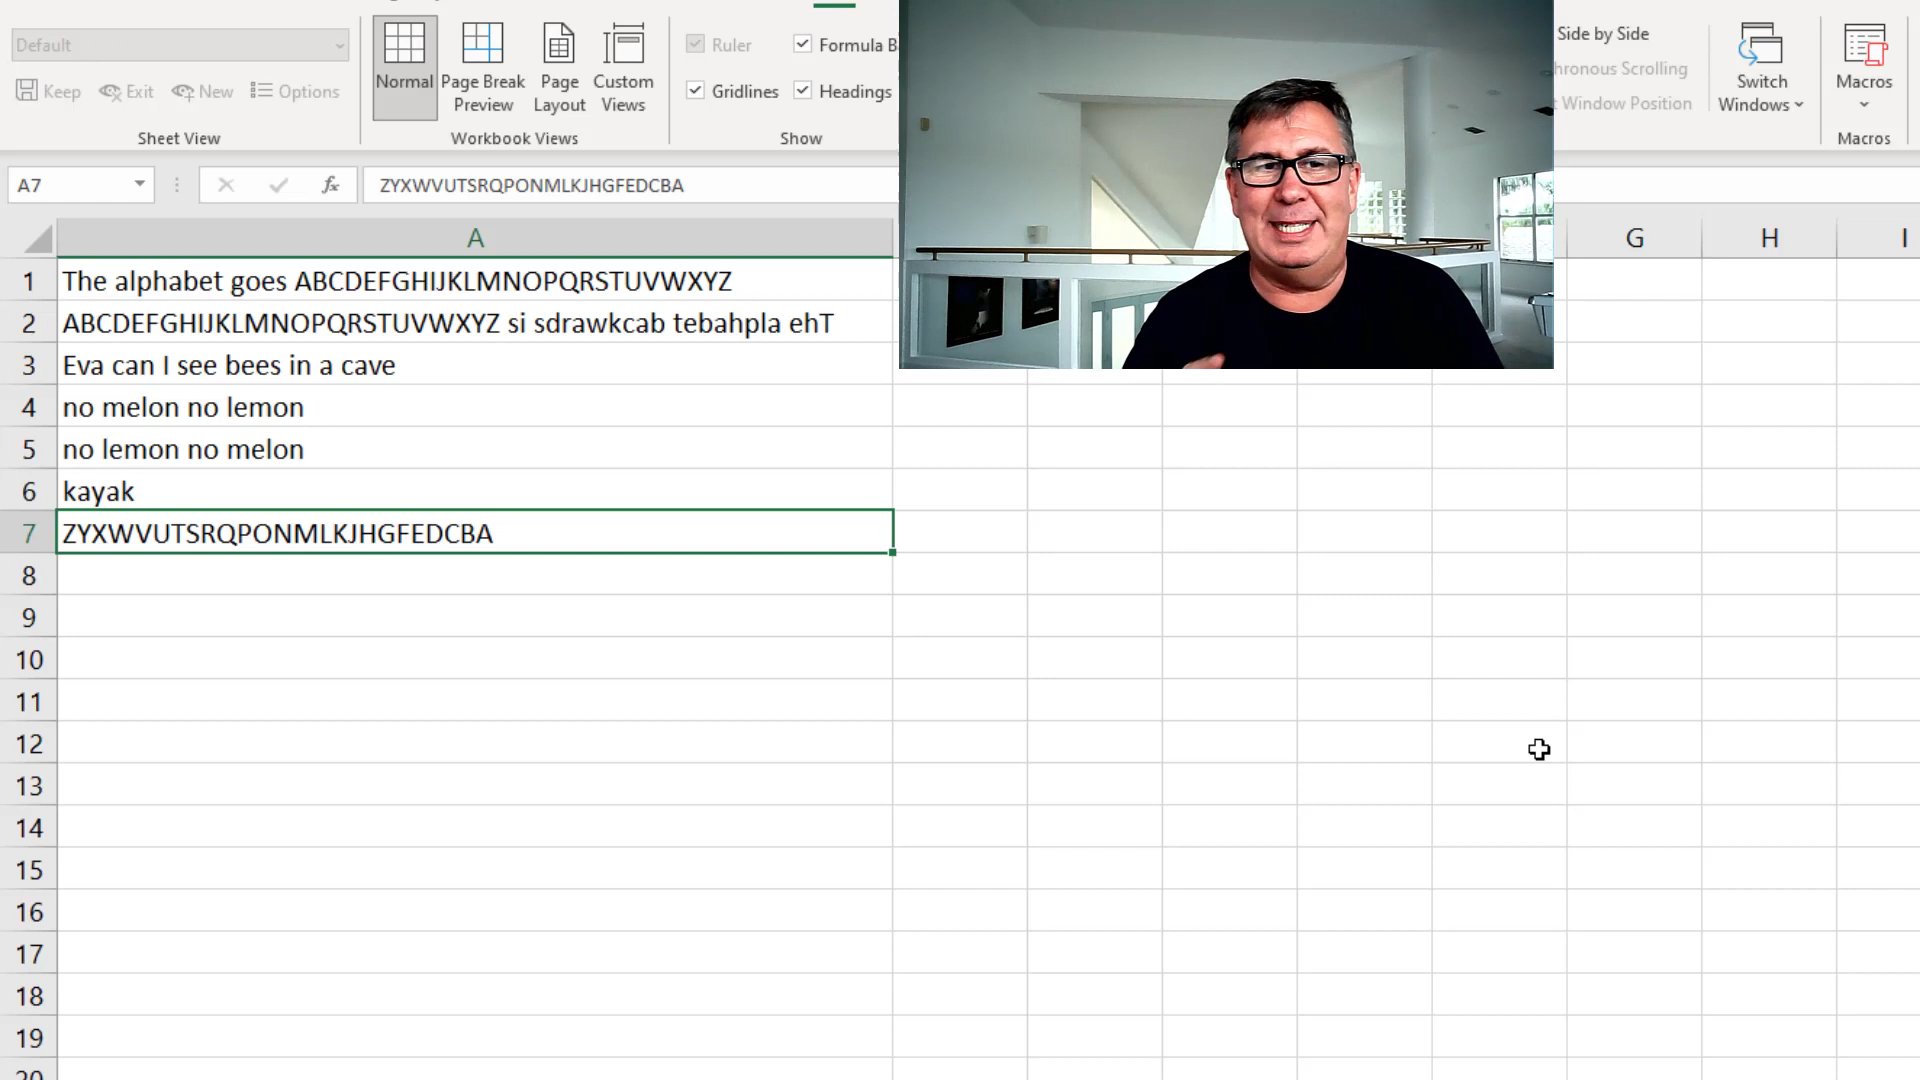 Default
Keep Exit New Options
Sheet View
Normal
Page Break Preview
Page Layout
Custom Views
Workbook Views
Ruler
Formula B
Gridlines
Headings
Show
Side by Side
hronous Scrolling
t Window Position
Switch Windows
Macros
Macros
A7
fx
ZYXWVUTSRQPONMLKJHGFEDCBA
A G H I
1 The alphabet goes ABCDEFGHIJKLMNOPQRSTUVWXYZ
2 ABCDEFGHIJKLMNOPQRSTUVWXYZ si sdrawkcab tebahpla ehT
3 Eva can I see bees in a cave
4 no melon no lemon
5 no lemon no melon
6 kayak
7 ZYXWVUTSRQPONMLKJHGFEDCBA
8
9
10
11
12
13
14
15
16
17
18
19
20